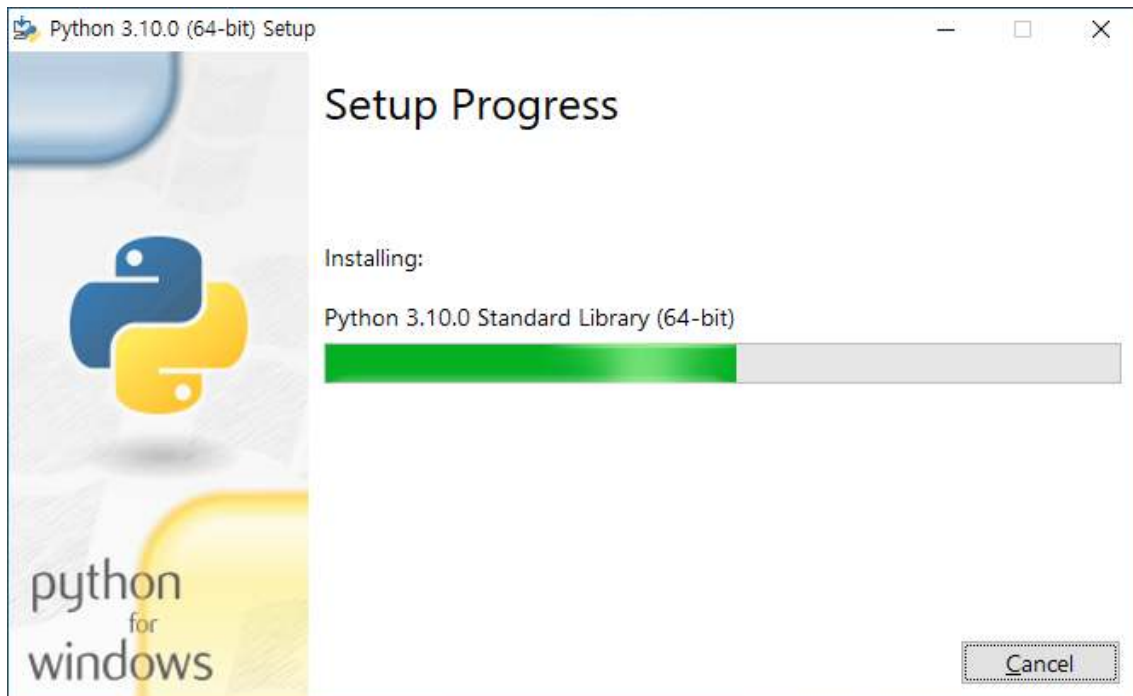 Python 3.10.0 (64-bit) Setup
Setup Progress
Installing:
Python 3.10.0 Standard Library (64-bit)
python
for
windows
Cancel